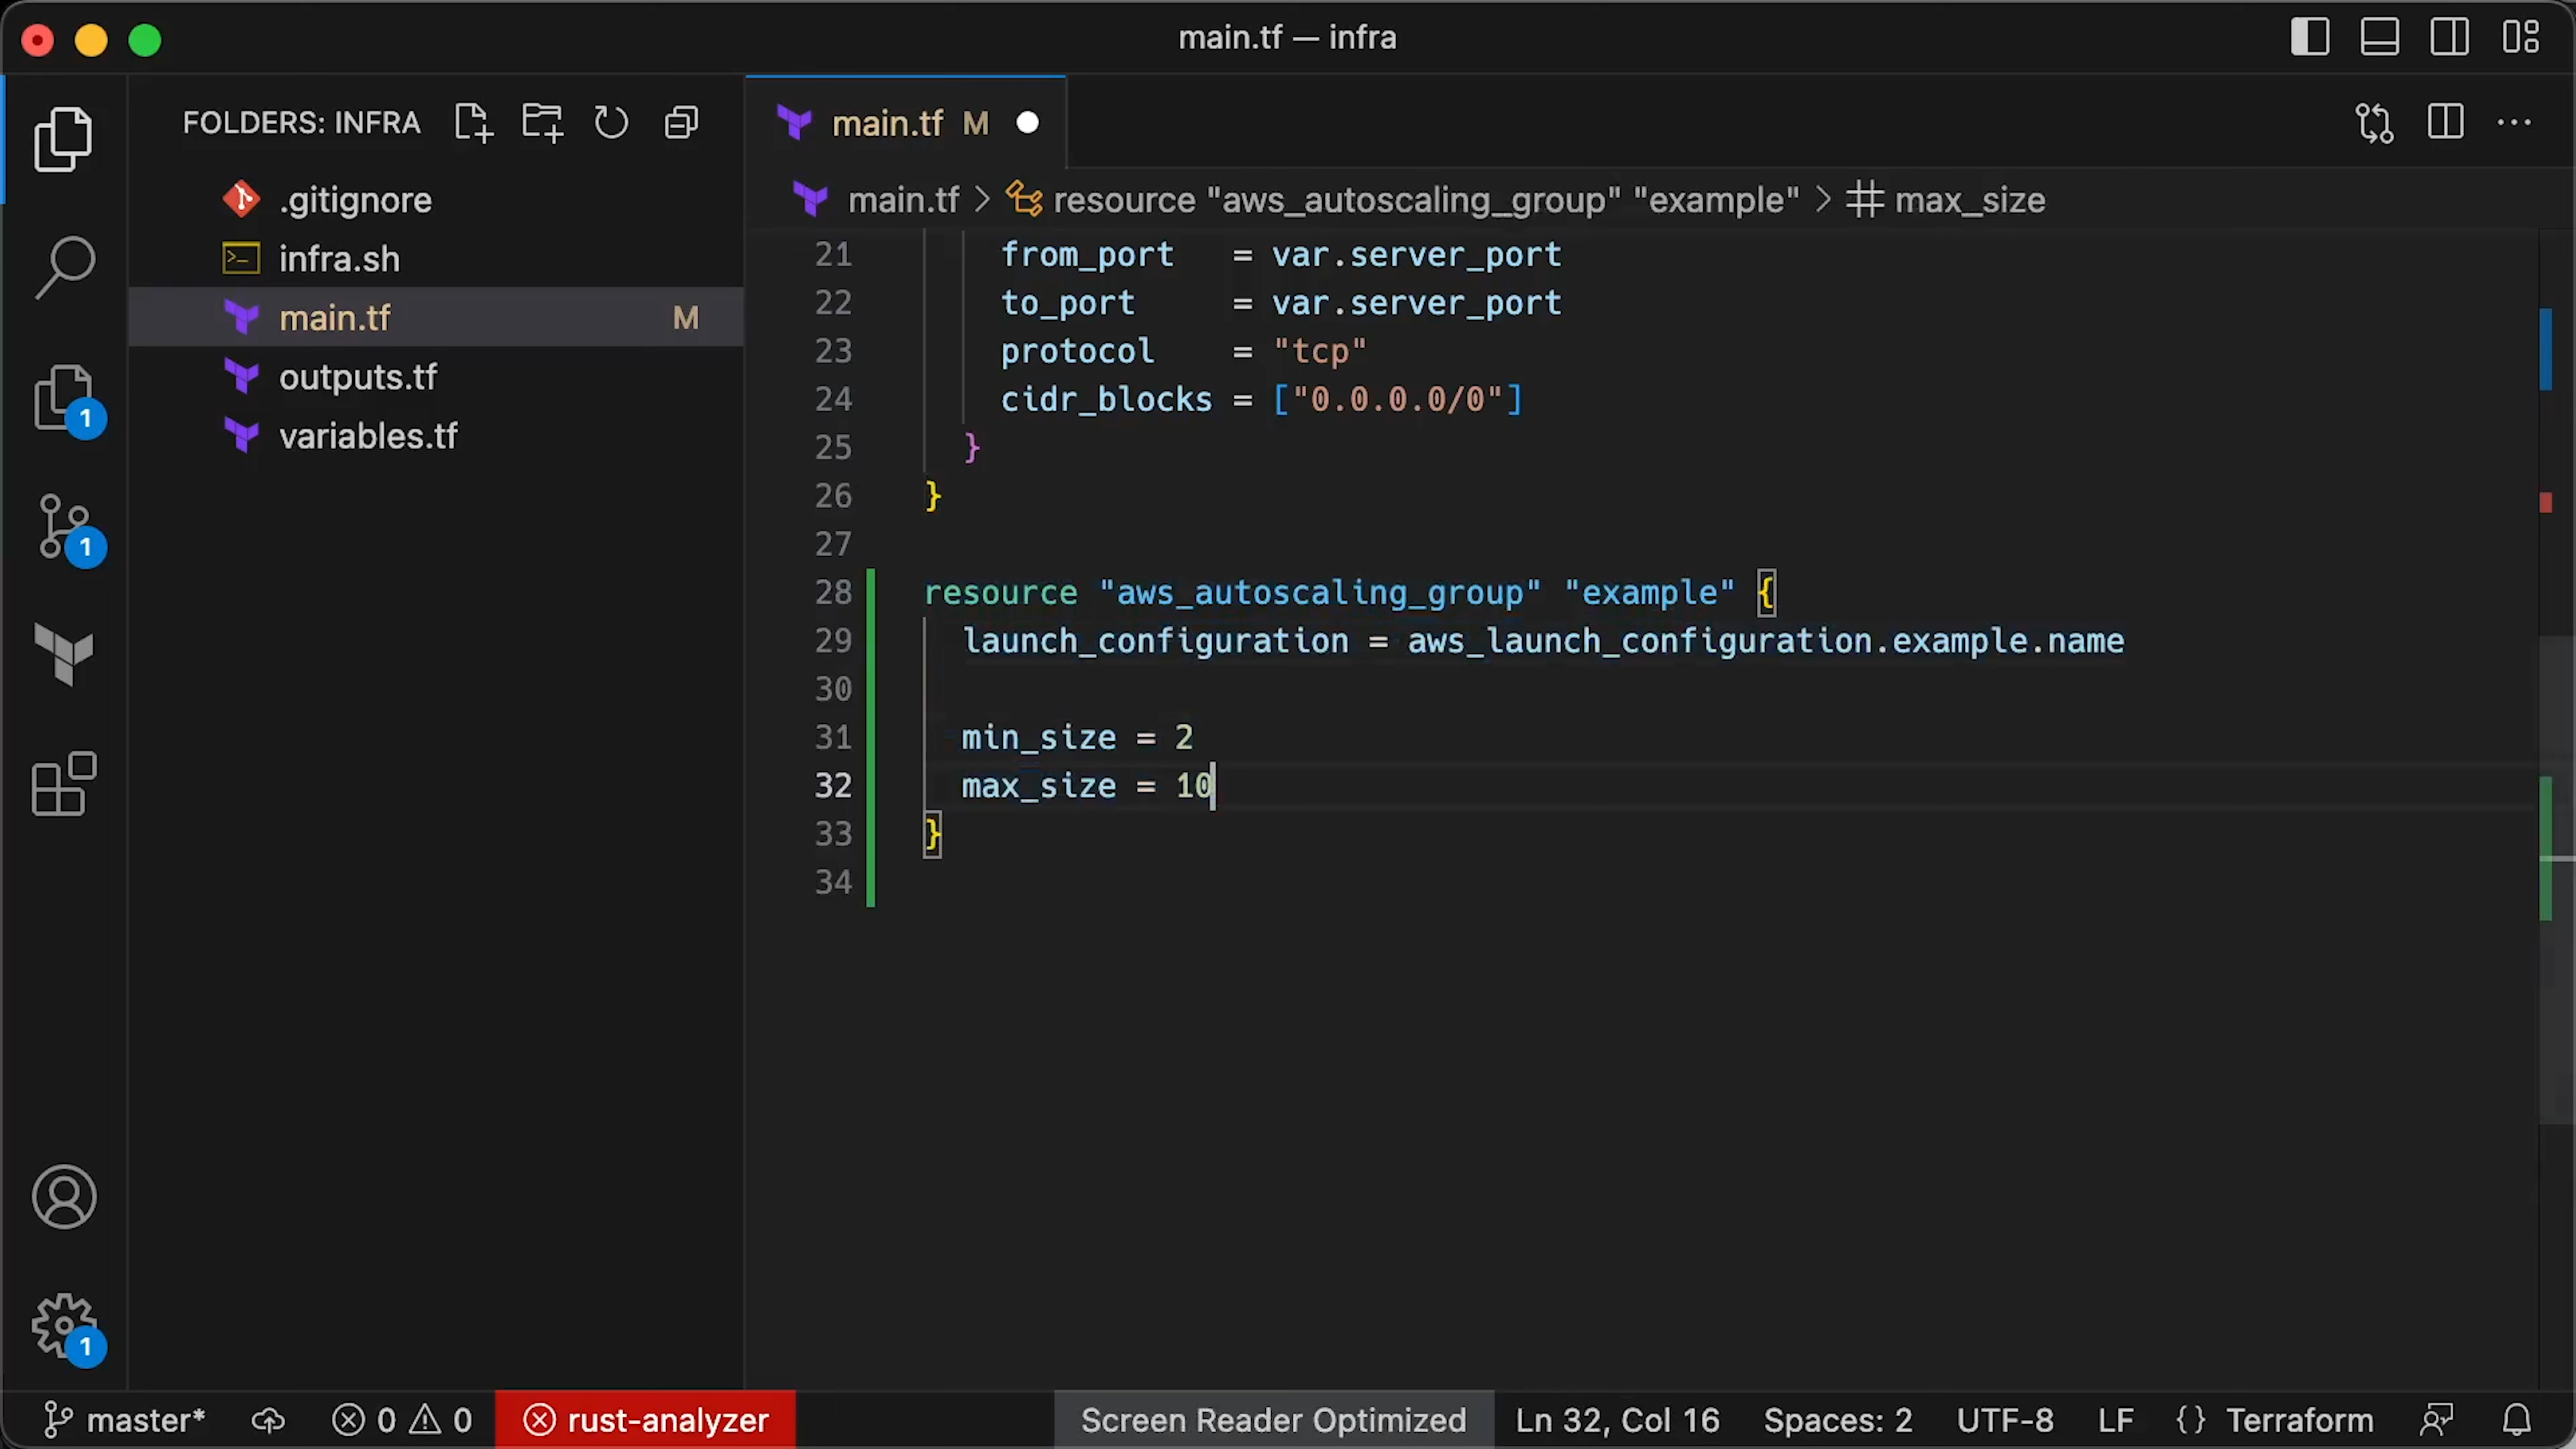 main.tf — infra
FOLDERS: INFRA
.gitignore
infra.sh
main.tf M
outputs.tf
variables.tf
1
1
1
main.tf M
main.tf > resource "aws_autoscaling_group" "example" > max_size
21 from_port = var.server_port
22 to_port = var.server_port
23 protocol = "tcp"
24 cidr_blocks = ["0.0.0.0/0"]
25 }
26 }
27
28 resource "aws_autoscaling_group" "example" {
29 launch_configuration = aws_launch_configuration.example.name
30
31 min_size = 2
32 max_size = 10
33 }
34
master* 0 0 rust-analyzer Screen Reader Optimized Ln 32, Col 16 Spaces: 2 UTF-8 LF {} Terraform